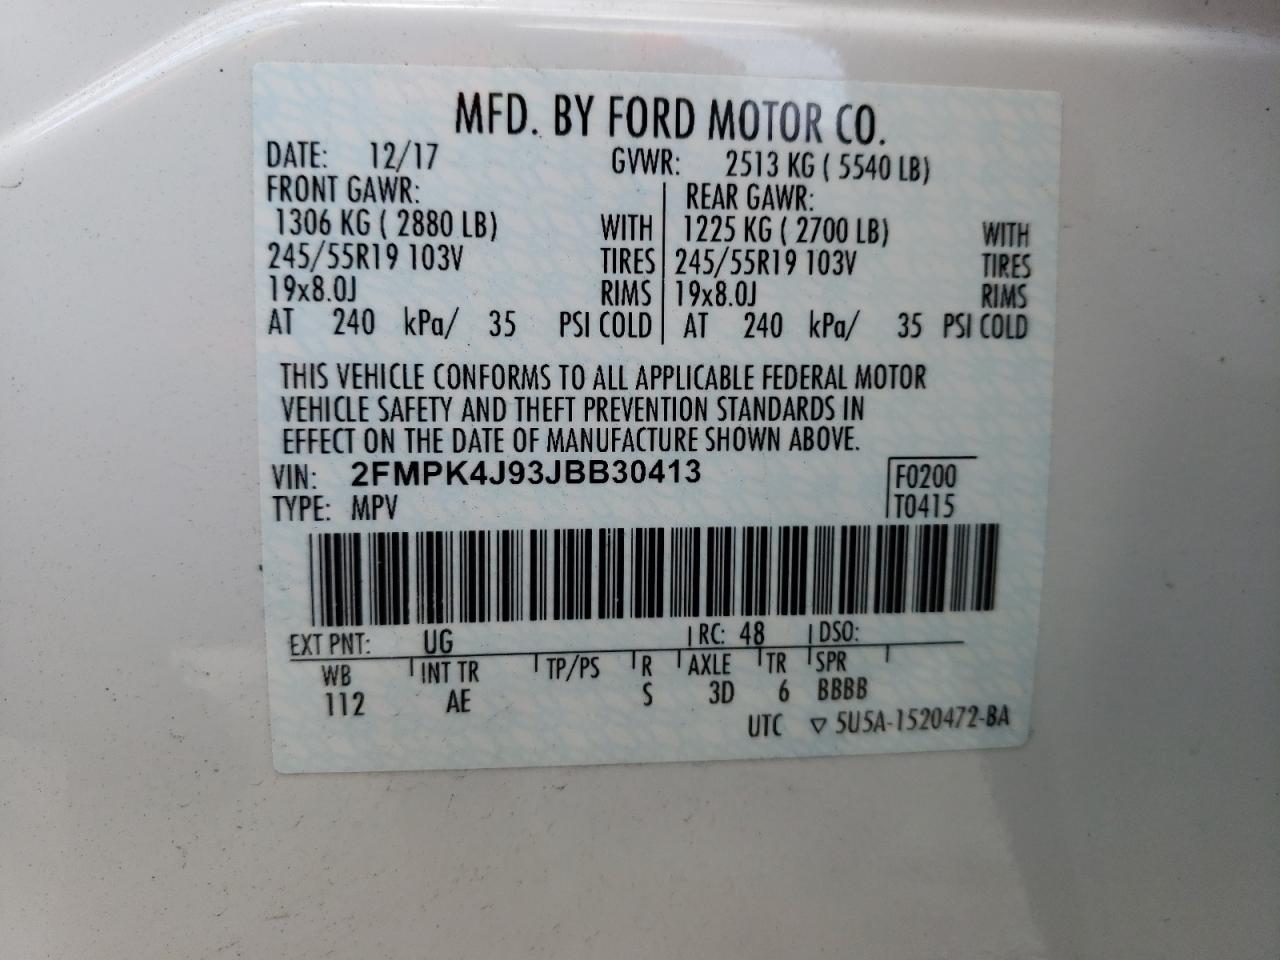 MFD. BY FORD MOTOR CO.
DATE: 12/17 GVWR: 2513 KG ( 5540 LB)
FRONT GAWR: REAR GAWR:
1306 KG ( 2880 LB) WITH 1225 KG ( 2700 LB) WITH
245/55R19 103V TIRES 245/55R19 103V TIRES
19x8.0J RIMS 19x8.0J RIMS
AT 240 kPa/ 35 PSI COLD AT 240 kPa/ 35 PSI COLD
THIS VEHICLE CONFORMS TO ALL APPLICABLE FEDERAL MOTOR
VEHICLE SAFETY AND THEFT PREVENTION STANDARDS IN
EFFECT ON THE DATE OF MANUFACTURE SHOWN ABOVE.
VIN: 2FMPK4J93JBB30413 F0200
TYPE: MPV T0415
EXT PNT: UG RC: 48 DSO:
WB INT TR TP/PS R AXLE TR SPR
112 AE S 3D 6 BBBB
UTC ▽ 5U5A-1520472-BA